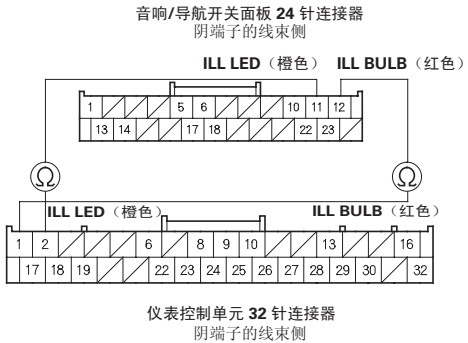 音响/导航开关面板 24 针连接器
阴端子的线束侧
ILL LED（橙色） ILL BULB（红色）
1 5 6 10 11 12
13 14 17 18 22 23
Ω Ω
ILL LED（橙色） ILL BULB（红色）
1 2 6 8 9 10 13 16
17 18 19 22 23 24 25 26 27 28 29 30 32
仪表控制单元 32 针连接器
阴端子的线束侧